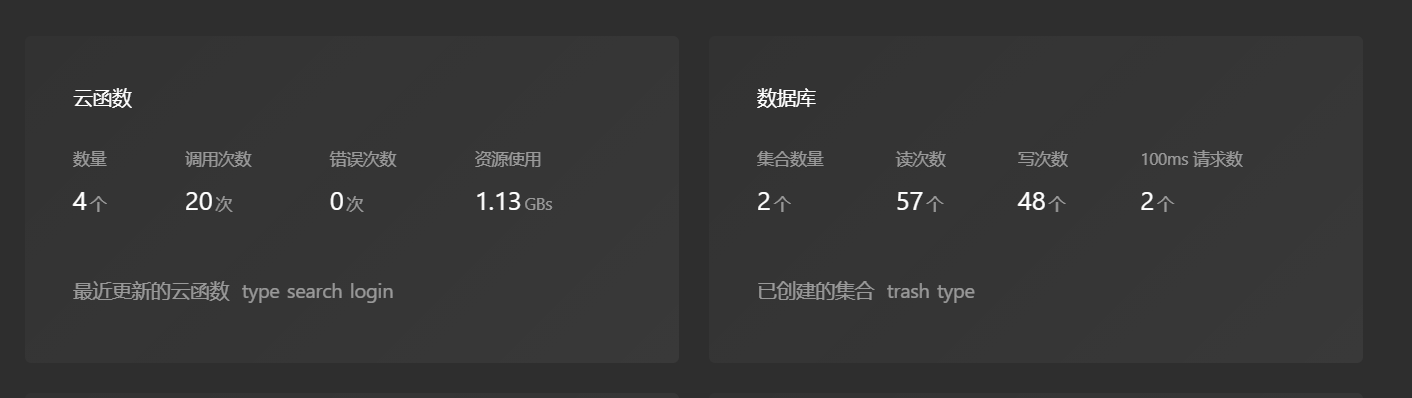 云函数
数量 调用次数 错误次数 资源使用
4个 20次 0次 1.13 GBs
最近更新的云函数 type search login
数据库
集合数量 读次数 写次数 100ms 请求数
2个 57个 48个 2个
已创建的集合 trash type